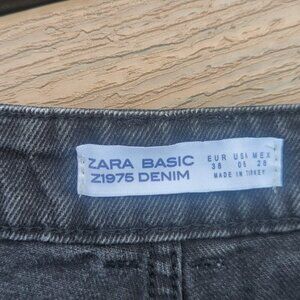 ZARA BASIC
Z1975 DENIM
EUR USA MEX
38 06 28
MADE IN TURKEY